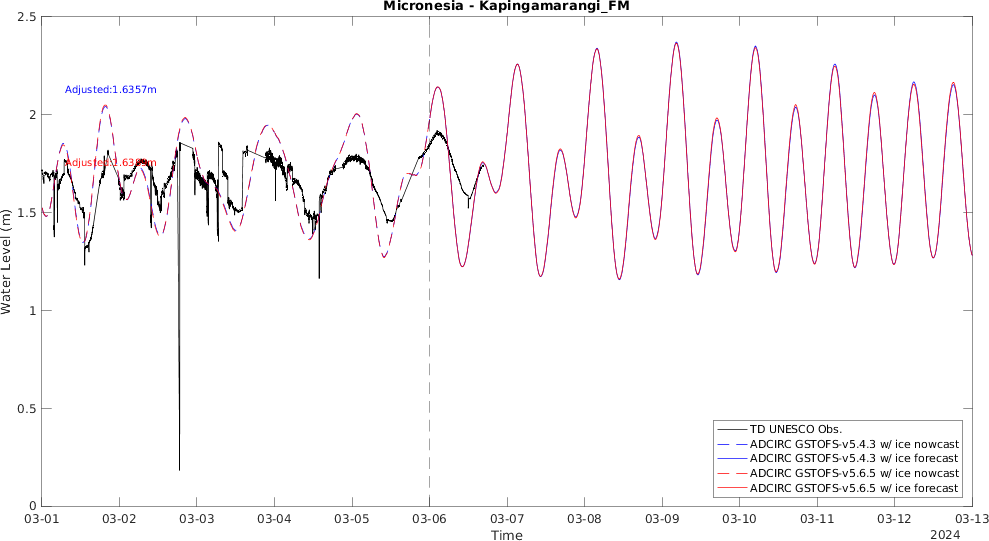 Micronesia - Kapingamarangi_FM
Water Level (m)
2.5
2
1.5
1
0.5
0
Adjusted:1.6357m
TD UNESCO Obs.
ADCIRC GSTOFS-v5.4.3 w/ ice nowcast
ADCIRC GSTOFS-v5.4.3 w/ ice forecast
ADCIRC GSTOFS-v5.6.5 w/ ice nowcast
ADCIRC GSTOFS-v5.6.5 w/ ice forecast
03-01 03-02 03-03 03-04 03-05 03-06 03-07 03-08 03-09 03-10 03-11 03-12 03-13
Time
2024